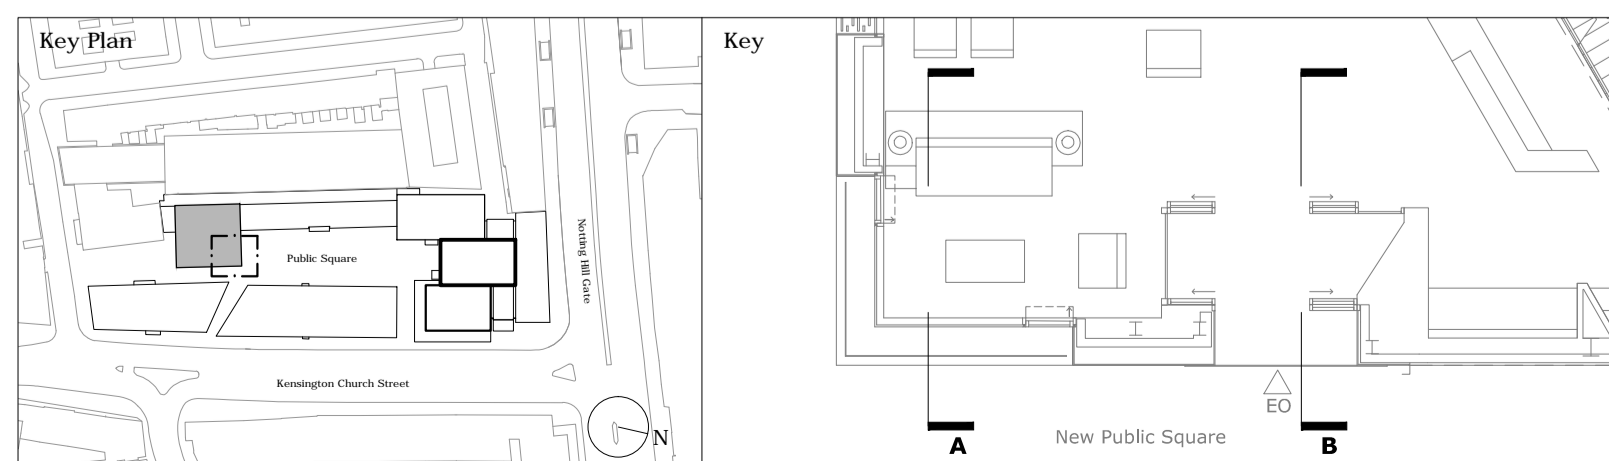 Key Plan
Public Square
Notting Hill Gate
Kensington Church Street
N
Key
EO
New Public Square
A
B